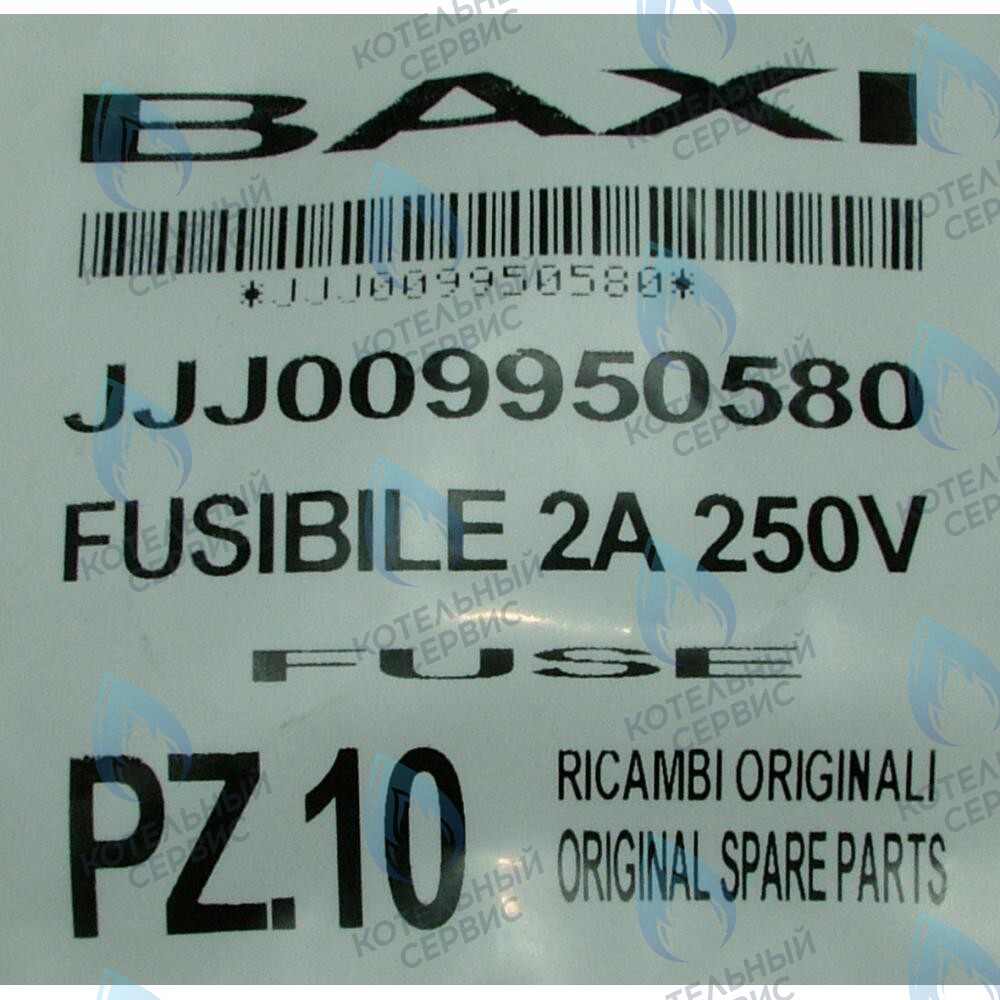 BAXI
*JJJ009950580*
JJJ009950580
FUSIBILE 2A 250V
FUSE
PZ.10
RICAMBI ORIGINALI
ORIGINAL SPARE PARTS
КОТЕЛЬНЫЙ
СЕРВИС